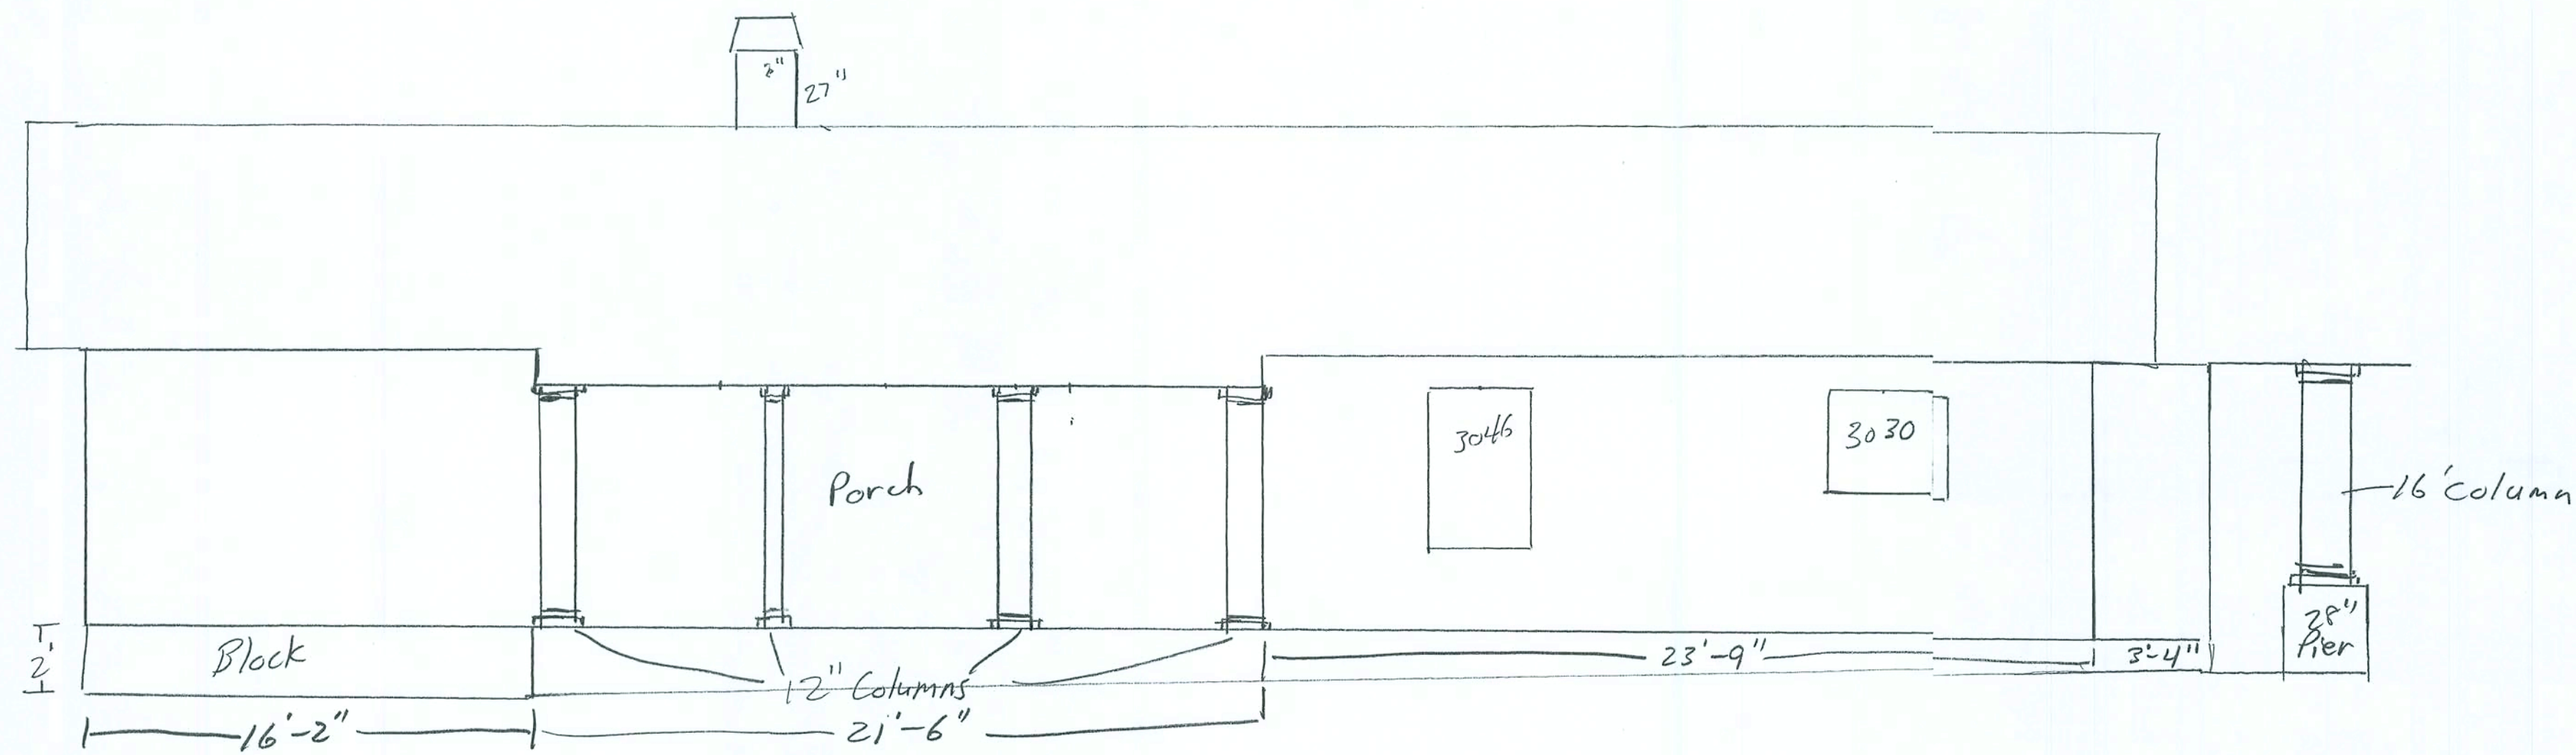 27"
3046
3030
Porch
16'column
28"
Pier
Block
2'
12" Columns
23'-9"
3'-4"
16'-2"
21'-6"